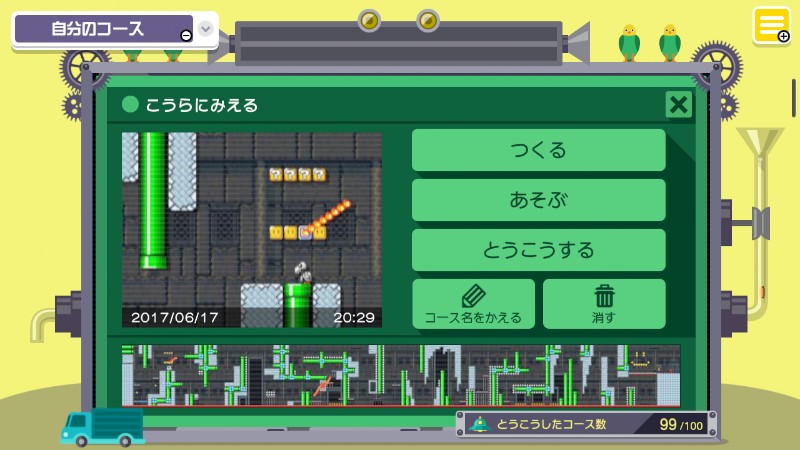 自分のコース
こうらにみえる
つくる
あそぶ
とうこうする
コース名をかえる
消す
2017/06/17
20:29
とうこうしたコース数
99/100